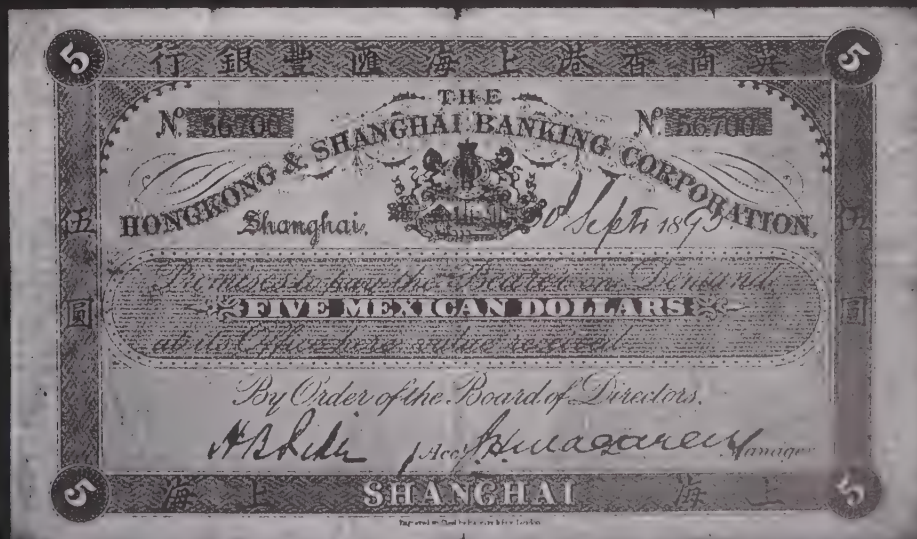 5 行銀豐滙海上港香商英 5
THE
Nº 56700 Nº 56700
HONGKONG & SHANGHAI BANKING CORPORATION,
Shanghai, Septr 189
伍圓 伍圓
Promises to pay the Bearer on Demand
FIVE MEXICAN DOLLARS
at its Office here value received
By Order of the Board of Directors.
Acct Manager
5 海上 SHANGHAI 海上 5